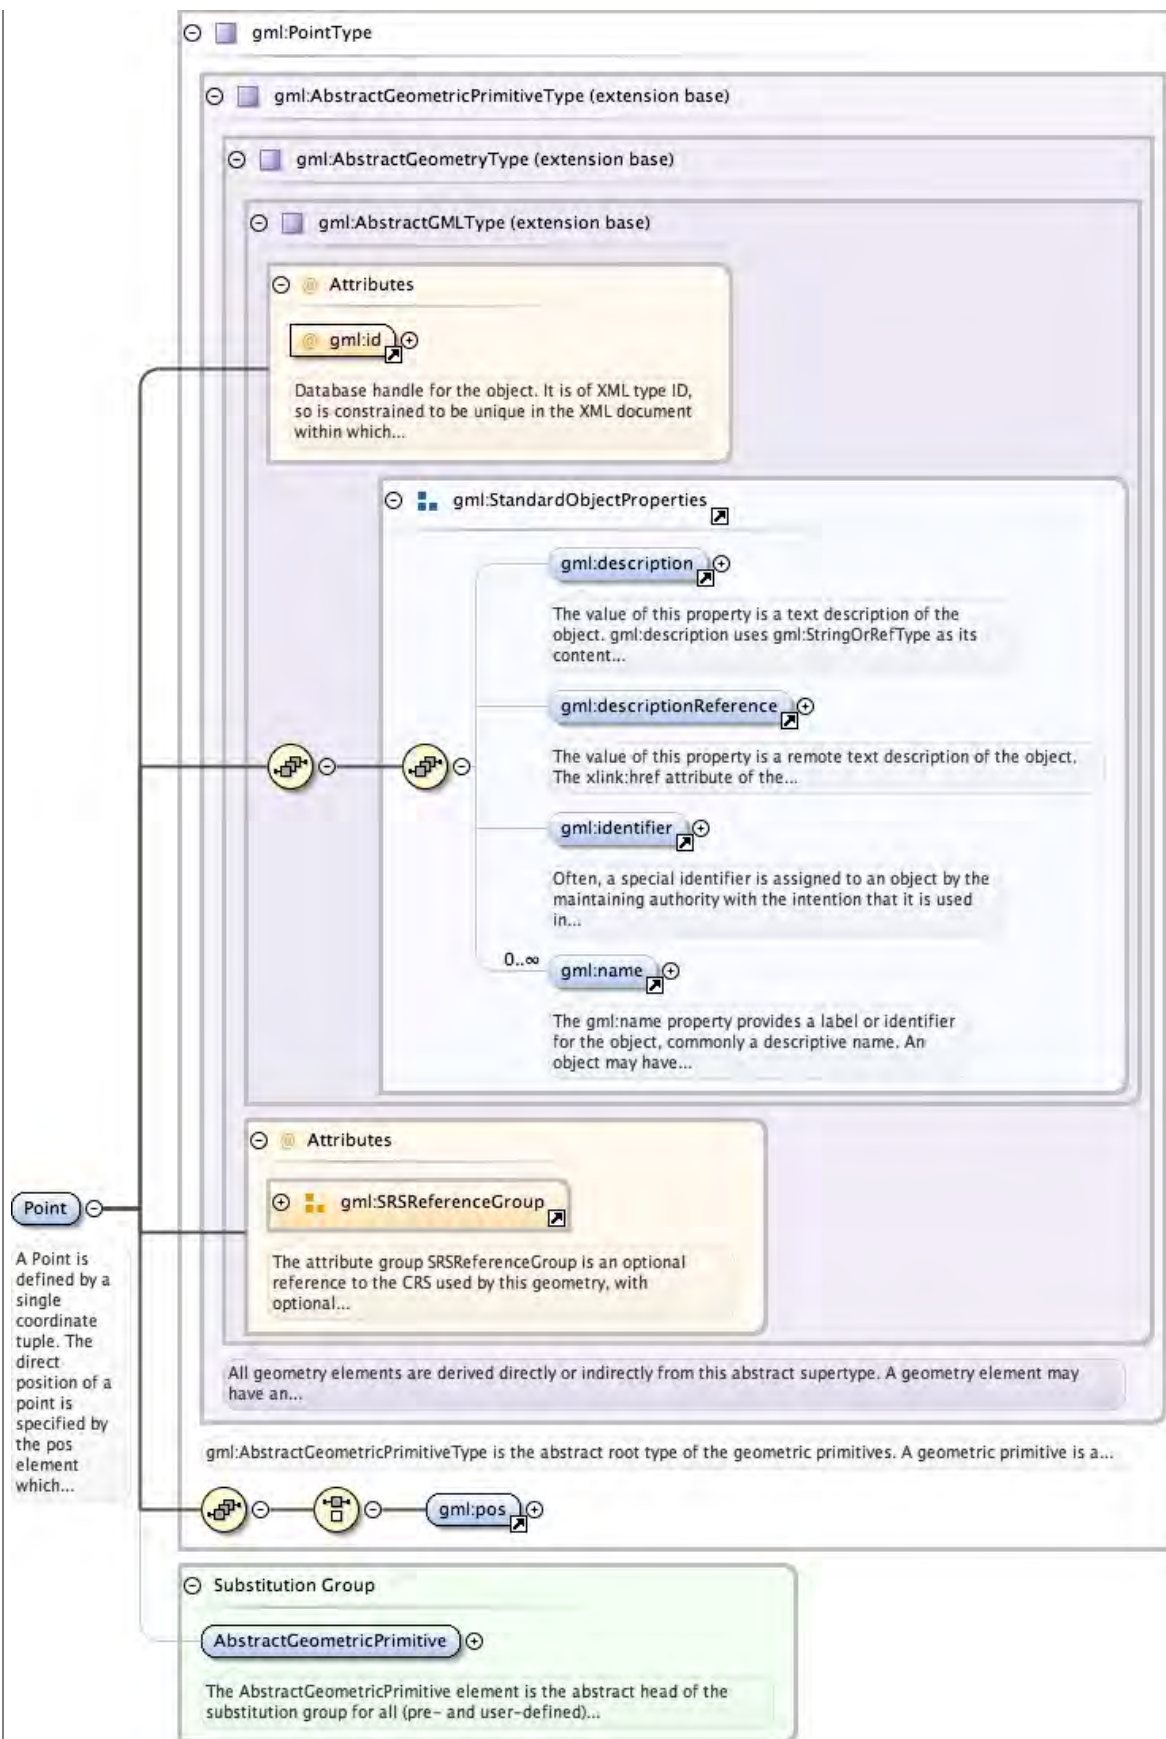 gml:PointType
gml:AbstractGeometricPrimitiveType (extension base)
gml:AbstractGeometryType (extension base)
gml:AbstractGMLType (extension base)
@ Attributes
@ gml:id
Database handle for the object. It is of XML type ID,
so is constrained to be unique in the XML document
within which...
gml:StandardObjectProperties
gml:description
The value of this property is a text description of the
object. gml:description uses gml:StringOrRefType as its
content...
gml:descriptionReference
The value of this property is a remote text description of the object.
The xlink:href attribute of the...
gml:identifier
Often, a special identifier is assigned to an object by the
maintaining authority with the intention that it is used
in...
0..∞
gml:name
The gml:name property provides a label or identifier
for the object, commonly a descriptive name. An
object may have...
@ Attributes
gml:SRSReferenceGroup
The attribute group SRSReferenceGroup is an optional
reference to the CRS used by this geometry, with
optional...
Point
A Point is
defined by a
single
coordinate
tuple. The
direct
position of a
point is
specified by
the pos
element
which...
All geometry elements are derived directly or indirectly from this abstract supertype. A geometry element may
have an...
gml:AbstractGeometricPrimitiveType is the abstract root type of the geometric primitives. A geometric primitive is a...
gml:pos
Substitution Group
AbstractGeometricPrimitive
The AbstractGeometricPrimitive element is the abstract head of the
substitution group for all (pre- and user-defined)...